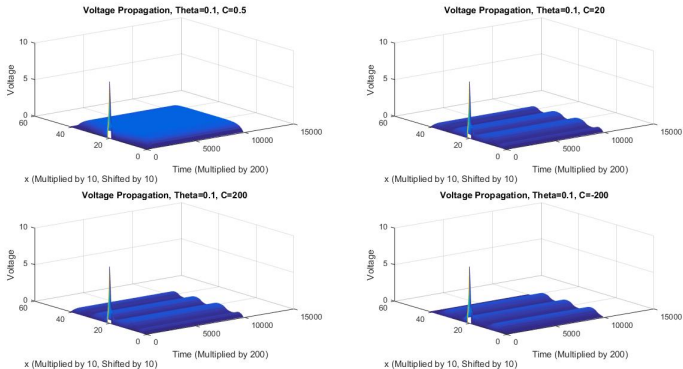 Voltage Propagation, Theta=0.1, C=0.5
10
5
0
Voltage
60
40
20
0
0
5000
10000
15000
x (Multiplied by 10, Shifted by 10)
Time (Multiplied by 200)
Voltage Propagation, Theta=0.1, C=20
10
5
0
Voltage
60
40
20
0
0
5000
10000
15000
x (Multiplied by 10, Shifted by 10)
Time (Multiplied by 200)
Voltage Propagation, Theta=0.1, C=200
10
5
0
Voltage
60
40
20
0
0
5000
10000
15000
x (Multiplied by 10, Shifted by 10)
Time (Multiplied by 200)
Voltage Propagation, Theta=0.1, C=-200
10
5
0
Voltage
60
40
20
0
0
5000
10000
15000
x (Multiplied by 10, Shifted by 10)
Time (Multiplied by 200)